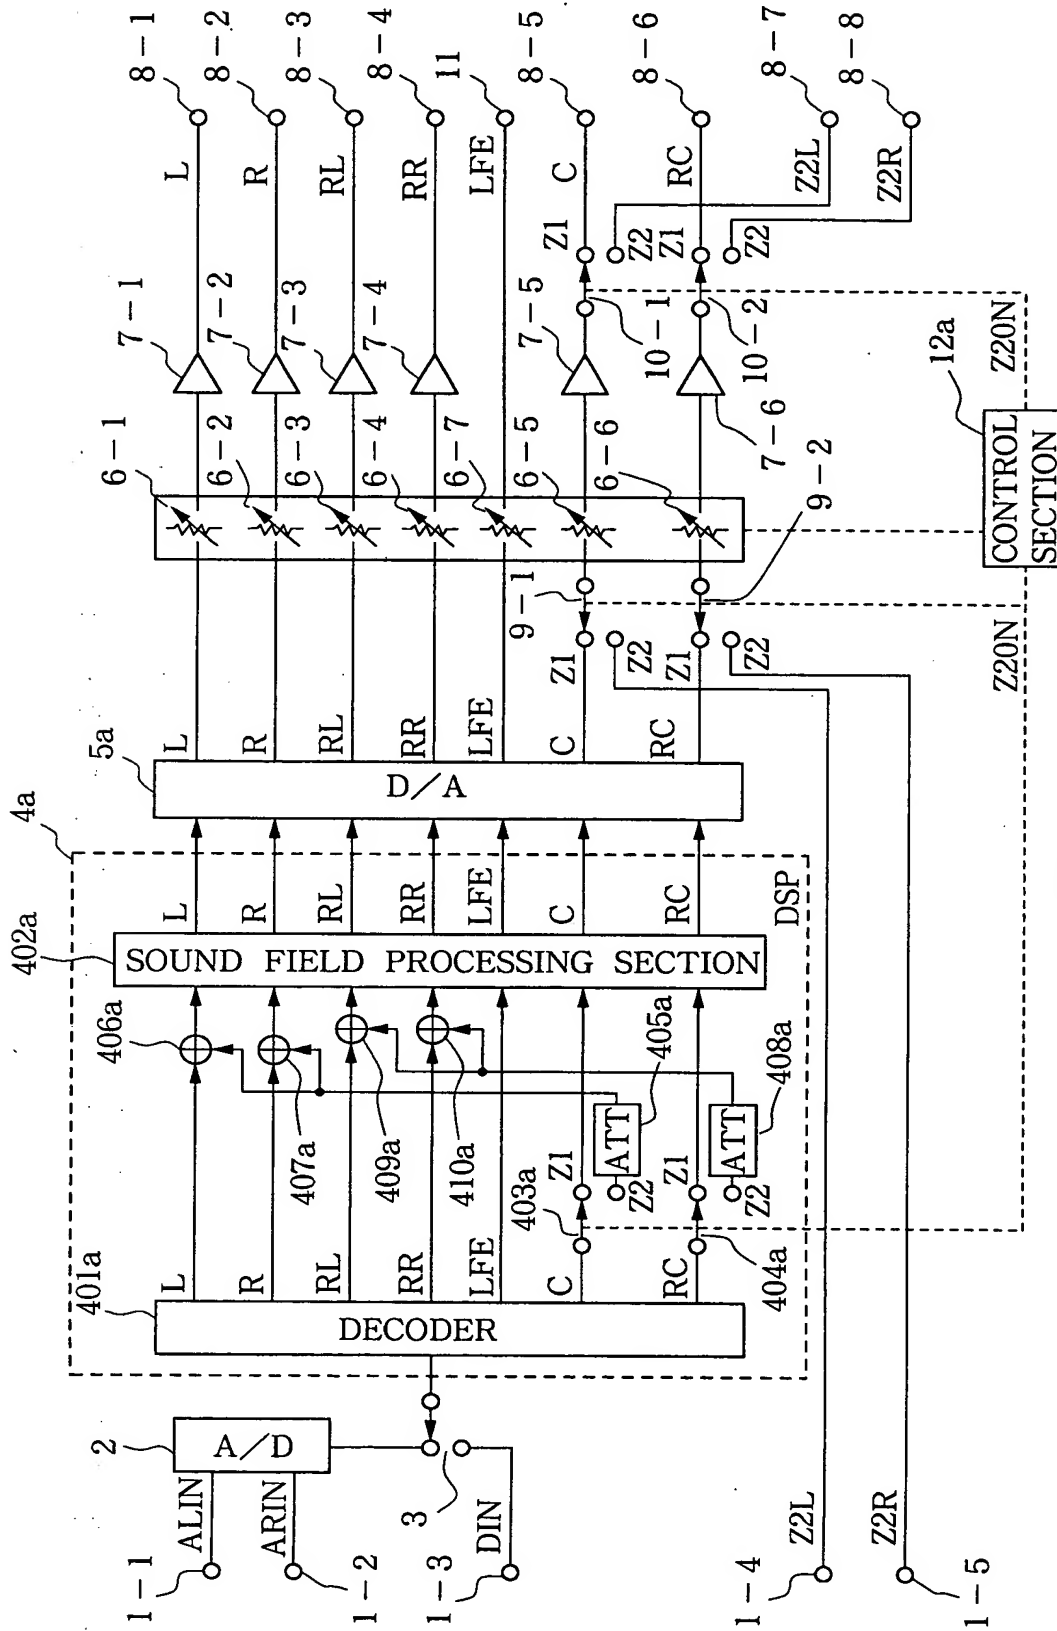 1-1
ALIN
1-2
ARIN
2
A/D
3
1-3
DIN
1-4
Z2L
1-5
Z2R
4a
DSP
401a
DECODER
L
R
RL
RR
LFE
C
RC
403a
404a
Z1
Z2
Z1
Z2
ATT
405a
ATT
408a
406a
407a
409a
410a
402a
SOUND FIELD PROCESSING SECTION
L
R
RL
RR
LFE
C
RC
5a
D/A
L
R
RL
RR
LFE
C
RC
Z1
Z2
Z1
Z2
9-1
9-2
Z20N
6-1
6-2
6-3
6-4
6-7
6-5
6-6
7-1
7-2
7-3
7-4
7-5
7-6
10-1
10-2
Z1
Z2
Z1
Z2
Z20N
12a
CONTROL
SECTION
L
R
RL
RR
LFE
C
RC
Z2L
Z2R
8-1
8-2
8-3
8-4
11
8-5
8-6
8-7
8-8